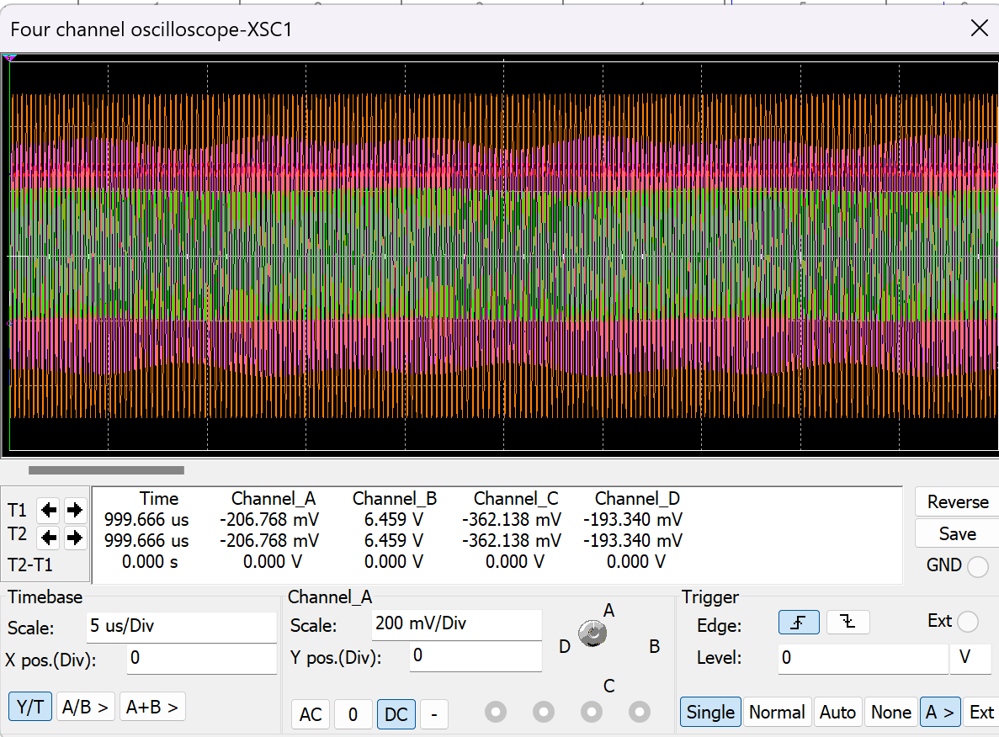 Four channel oscilloscope-XSC1
Time Channel_A Channel_B Channel_C Channel_D
T1 999.666 us -206.768 mV 6.459 V -362.138 mV -193.340 mV
T2 999.666 us -206.768 mV 6.459 V -362.138 mV -193.340 mV
T2-T1 0.000 s 0.000 V 0.000 V 0.000 V 0.000 V
Reverse
Save
GND
Timebase
Scale: 5 us/Div
X pos.(Div): 0
Y/T A/B > A+B >
Channel_A
Scale: 200 mV/Div
Y pos.(Div): 0
AC 0 DC -
A
D B
C
Trigger
Edge: Ext
Level: 0 V
Single Normal Auto None A > Ext